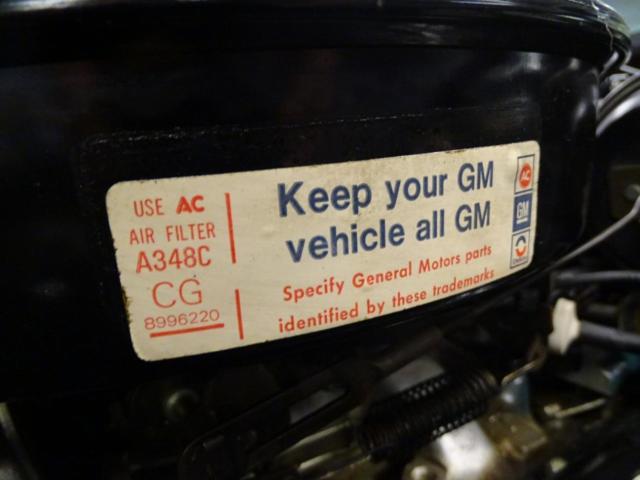 USE AC
AIR FILTER
A348C
CG
8996220
Keep your GM
vehicle all GM
Specify General Motors parts
identified by these trademarks
AC
GM